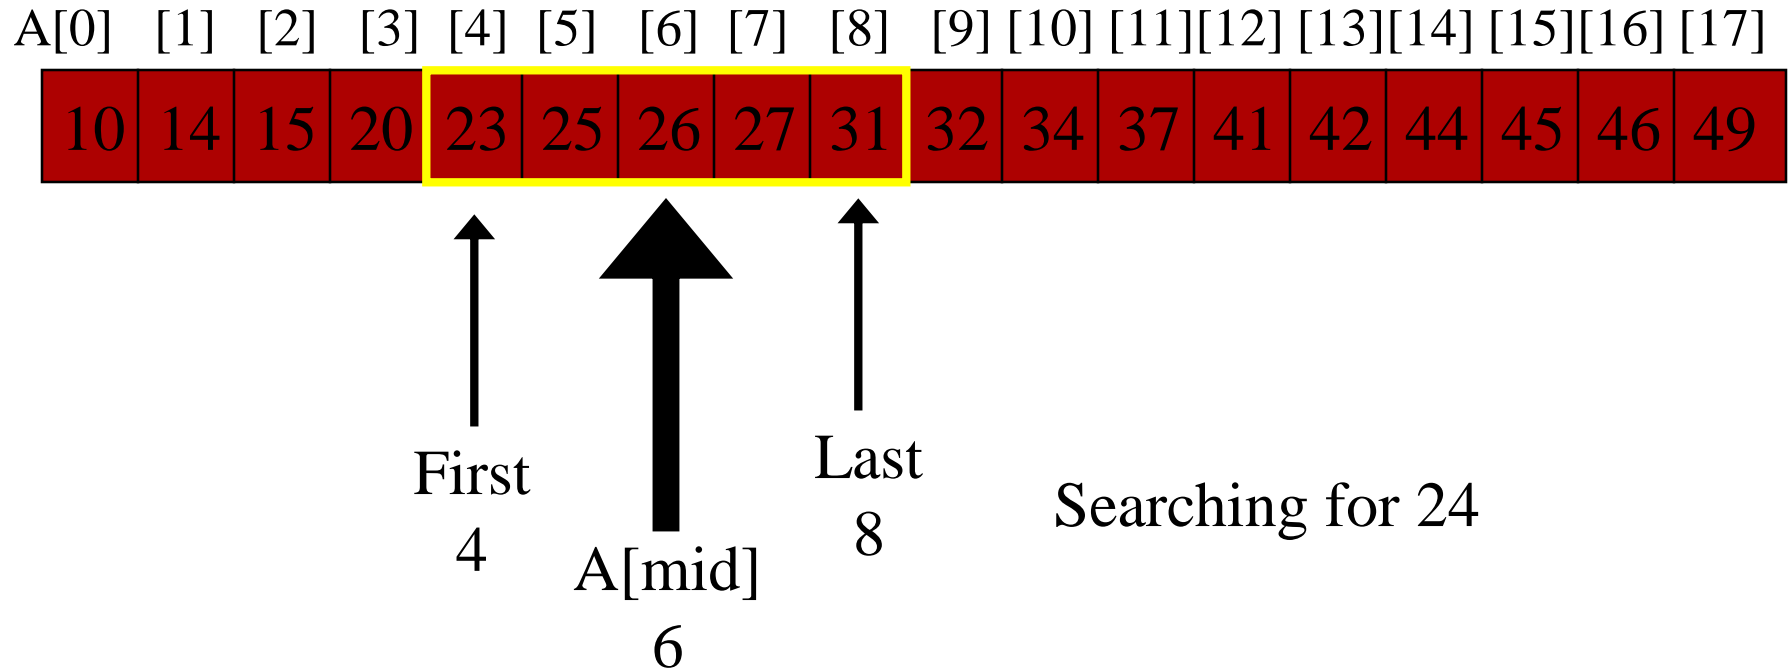 A[0] [1] [2] [3] [4] [5] [6] [7] [8] [9] [10] [11] [12] [13] [14] [15] [16] [17]
10 14 15 20 23 25 26 27 31 32 34 37 41 42 44 45 46 49
First
4
A[mid]
6
Last
8
Searching for 24